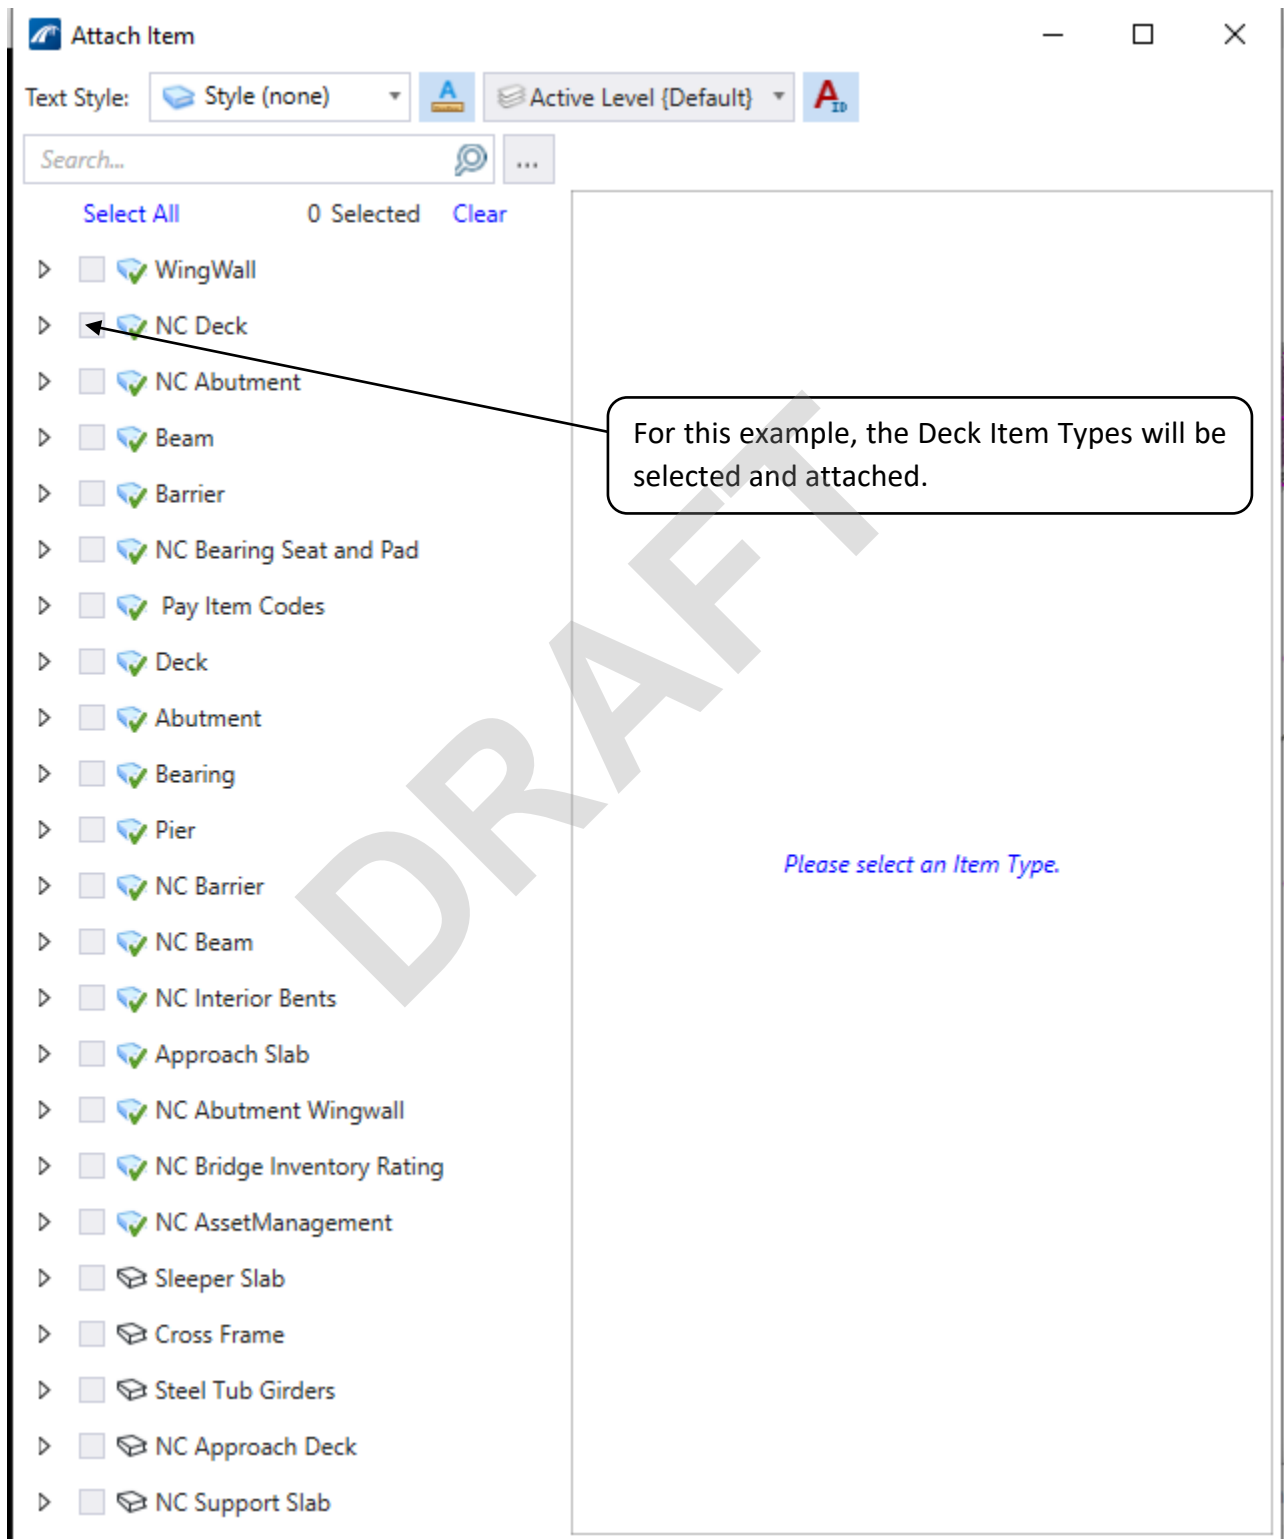 Attach Item
Text Style: Style (none) A Active Level {Default} A ID
Search... ...
Select All 0 Selected Clear
WingWall
NC Deck
NC Abutment
For this example, the Deck Item Types will be
selected and attached.
Beam
Barrier
NC Bearing Seat and Pad
Pay Item Codes
Deck
Abutment
Bearing
Pier
Please select an Item Type.
NC Barrier
NC Beam
NC Interior Bents
Approach Slab
NC Abutment Wingwall
NC Bridge Inventory Rating
NC AssetManagement
Sleeper Slab
Cross Frame
Steel Tub Girders
NC Approach Deck
NC Support Slab
DRAFT